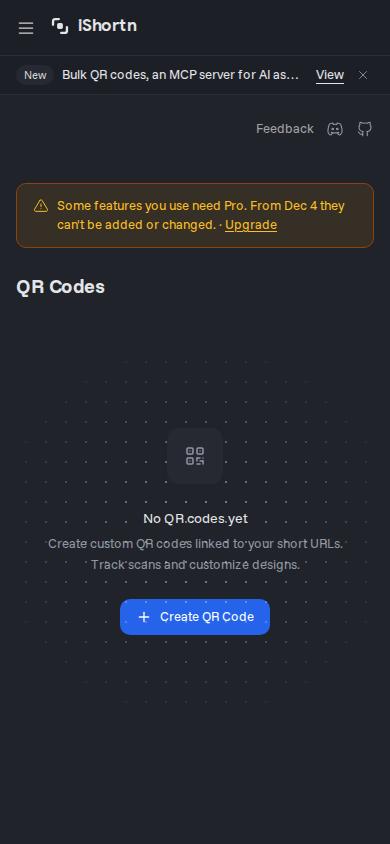 iShortn
New
Bulk QR codes, an MCP server for AI as...
View
Feedback
Some features you use need Pro. From Dec 4 they
can't be added or changed. · Upgrade
QR Codes
No QR codes yet
Create custom QR codes linked to your short URLs.
Track scans and customize designs.
Create QR Code